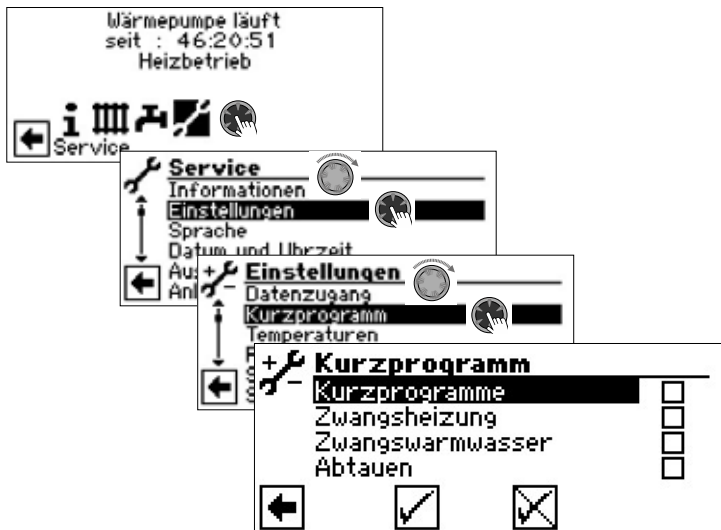 Wärmepumpe läuft
seit : 46:20:51
Heizbetrieb
Service
Service
Informationen
Einstellungen
Sprache
Datum und Uhrzeit
Einstellungen
Datenzugang
Kurzprogramm
Temperaturen
Kurzprogramm
Kurzprogramme
Zwangsheizung
Zwangswarmwasser
Abtauen